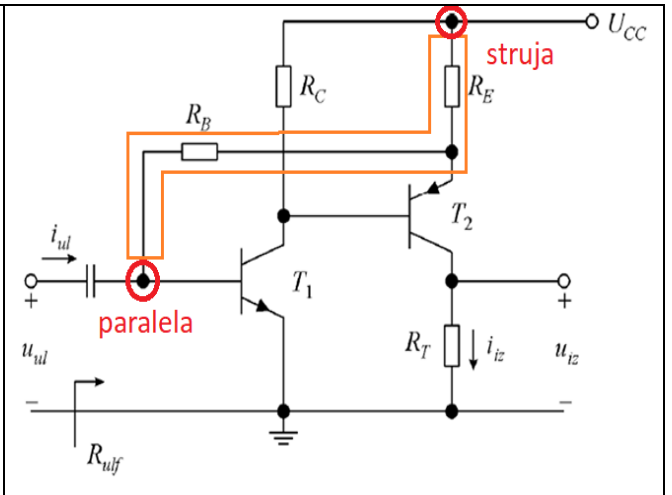 U_CC
struja
R_C
R_E
R_B
T_2
i_ul
T_1
+
+
paralela
R_T
i_iz
u_ul
u_iz
−
−
R_ulf